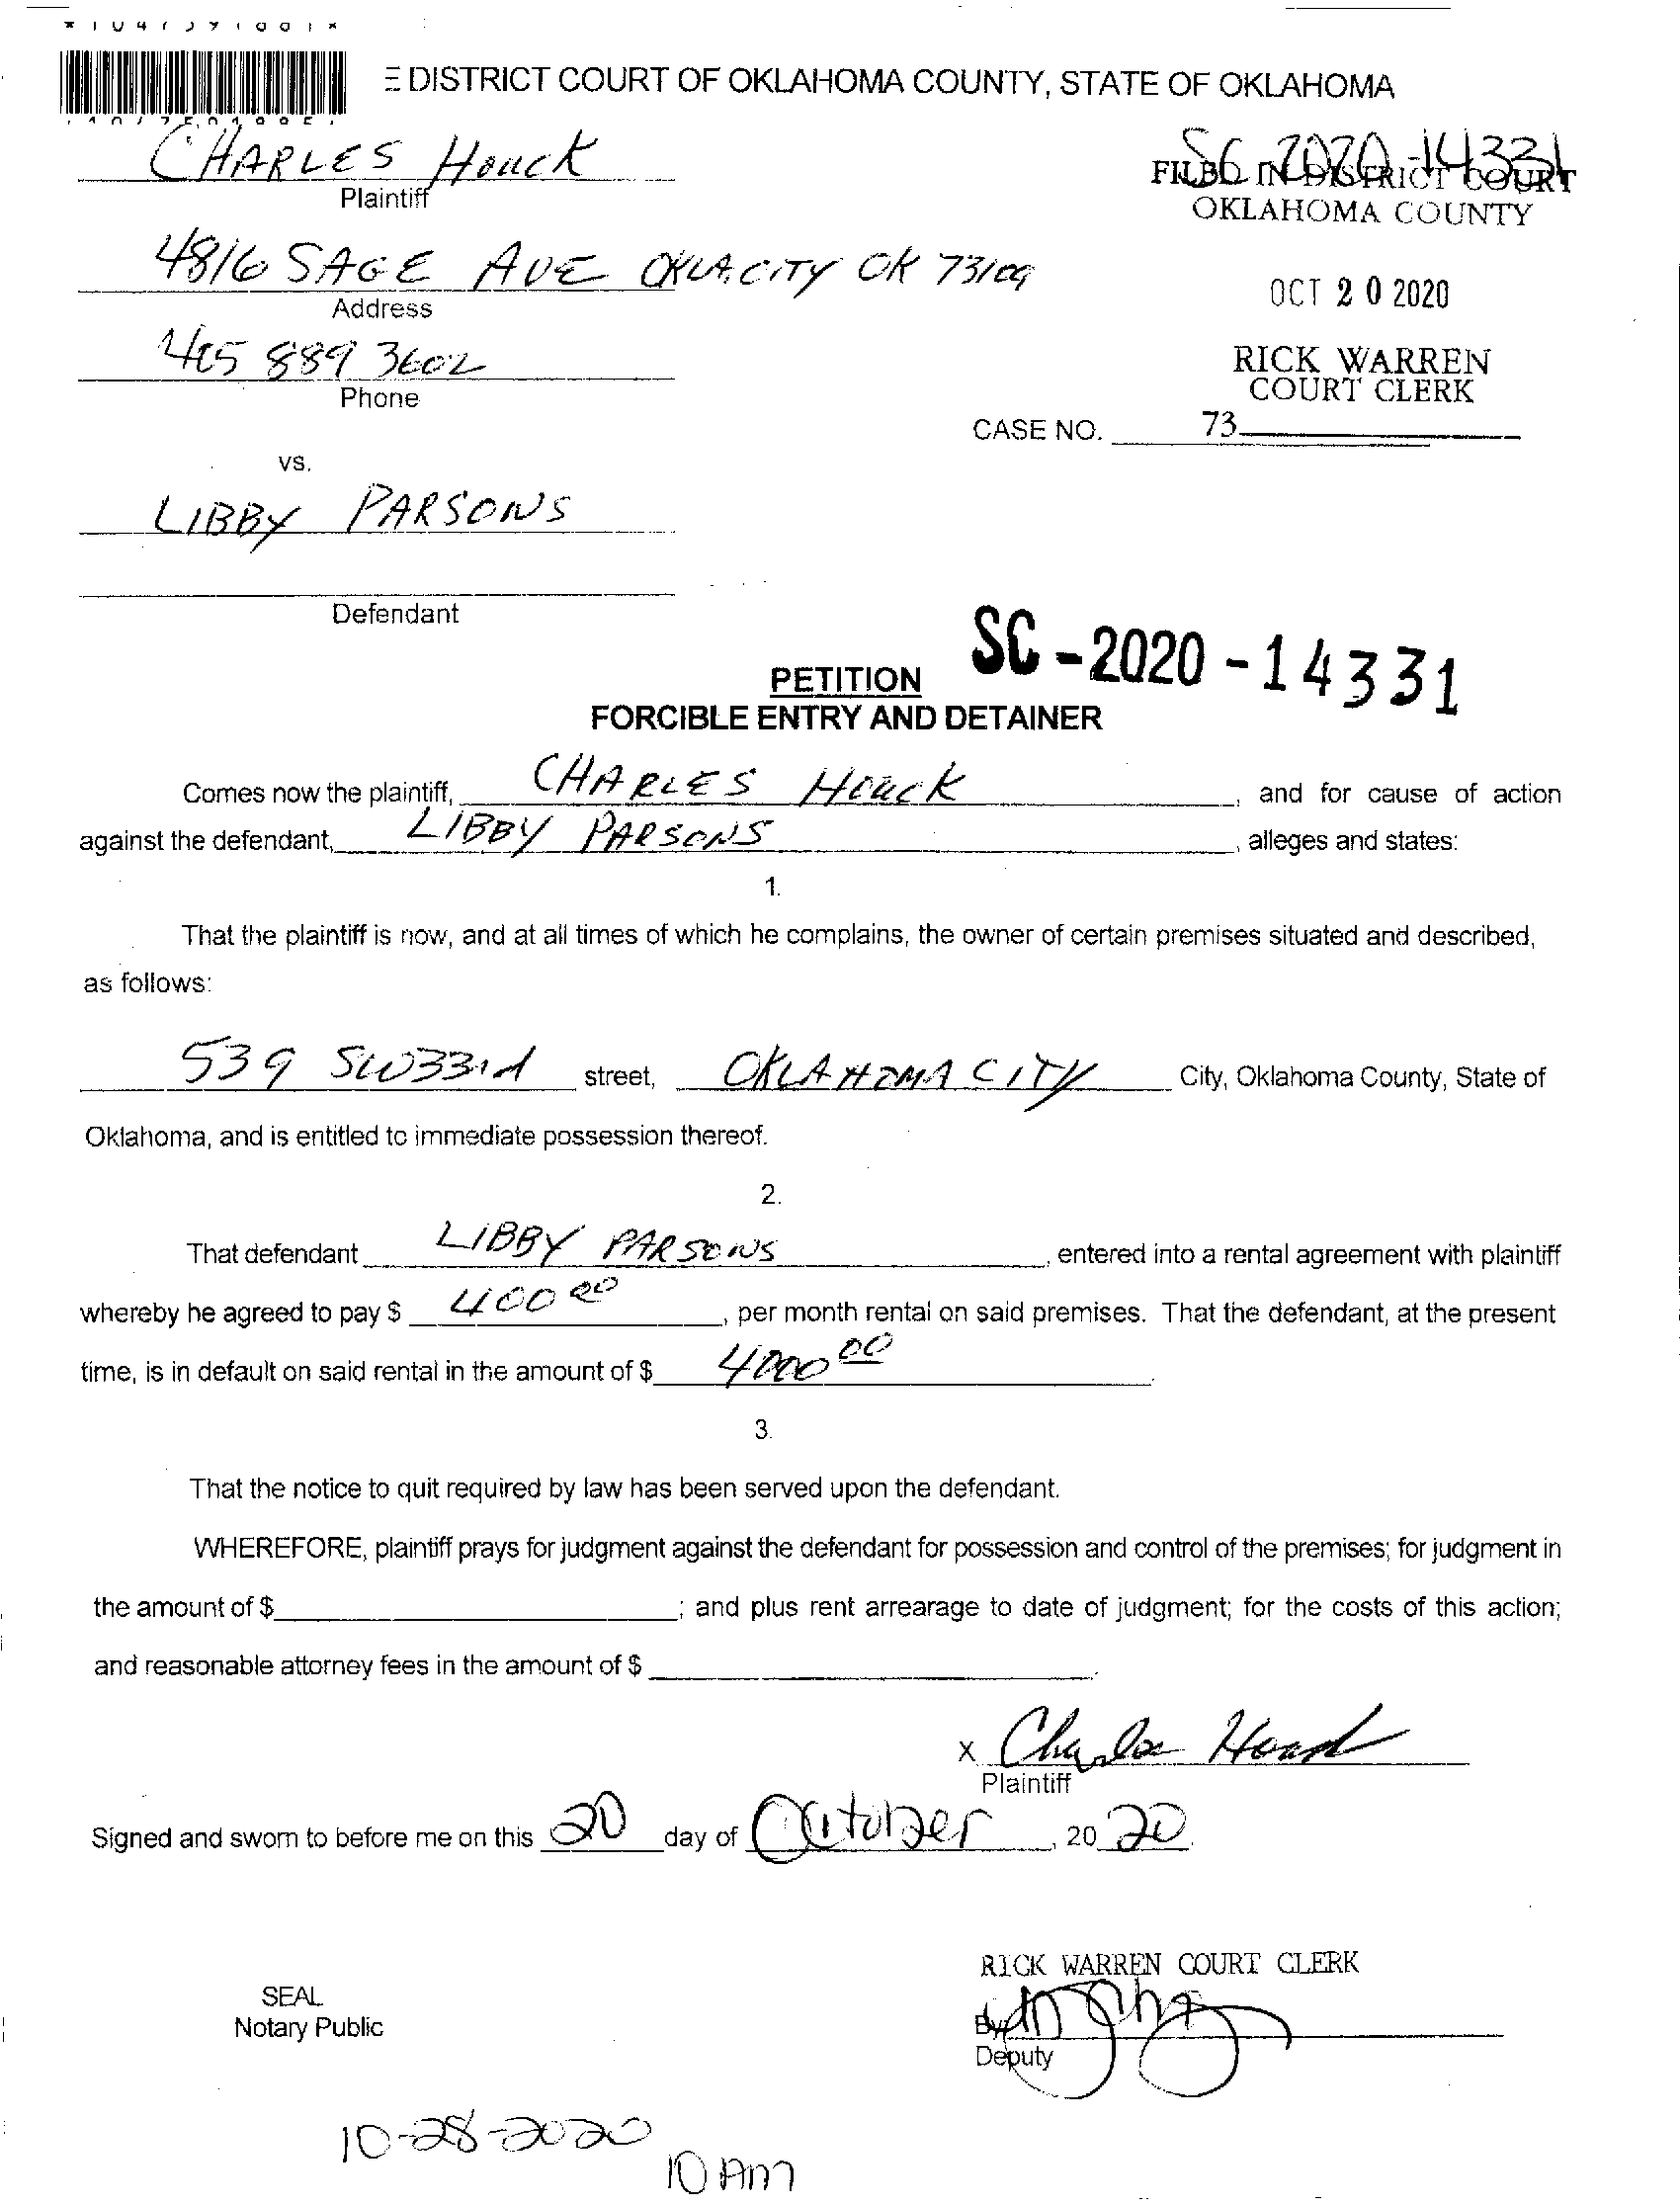 DISTRICT COURT OF OKLAHOMA COUNTY, STATE OF OKLAHOMA
CHARLES HOUCK
Plaintiff
SC 2020-14331
FILED IN DISTRICT COURT
OKLAHOMA COUNTY
4816 SAGE AVE OKLA. CITY OK 73109
Address
OCT 20 2020
405 889 3602
Phone
RICK WARREN
COURT CLERK
CASE NO. 73
vs.
LIBBY PARSONS
Defendant
SC-2020-14331
PETITION
FORCIBLE ENTRY AND DETAINER
Comes now the plaintiff, CHARLES HOUCK, and for cause of action
against the defendant, LIBBY PARSONS, alleges and states:
1.
That the plaintiff is now, and at all times of which he complains, the owner of certain premises situated and described,
as follows:
539 SW33rd street, OKLAHOMA CITY City, Oklahoma County, State of
Oklahoma, and is entitled to immediate possession thereof.
2.
That defendant LIBBY PARSONS, entered into a rental agreement with plaintiff
whereby he agreed to pay $ 400 00, per month rental on said premises. That the defendant, at the present
time, is in default on said rental in the amount of $ 4000 00.
3.
That the notice to quit required by law has been served upon the defendant.
WHEREFORE, plaintiff prays for judgment against the defendant for possession and control of the premises; for judgment in
the amount of $ ; and plus rent arrearage to date of judgment; for the costs of this action;
and reasonable attorney fees in the amount of $ .
X Charles Houck
Plaintiff
Signed and sworn to before me on this 20 day of October, 20 20.
RICK WARREN COURT CLERK
SEAL
Notary Public
By
Deputy
10-28-2020
10 AM